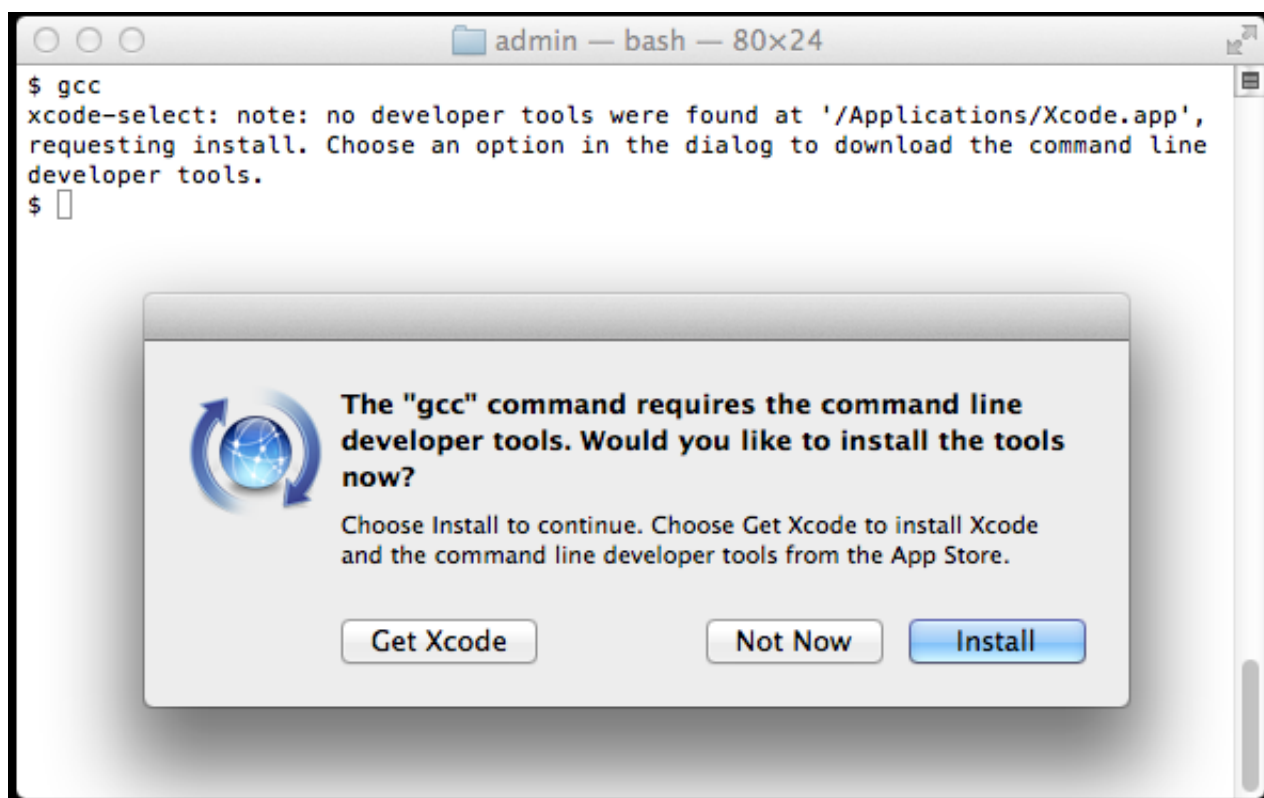 admin — bash — 80×24
$ gcc
xcode-select: note: no developer tools were found at '/Applications/Xcode.app',
requesting install. Choose an option in the dialog to download the command line
developer tools.
$
The "gcc" command requires the command line
developer tools. Would you like to install the tools
now?
Choose Install to continue. Choose Get Xcode to install Xcode
and the command line developer tools from the App Store.
Get Xcode Not Now Install